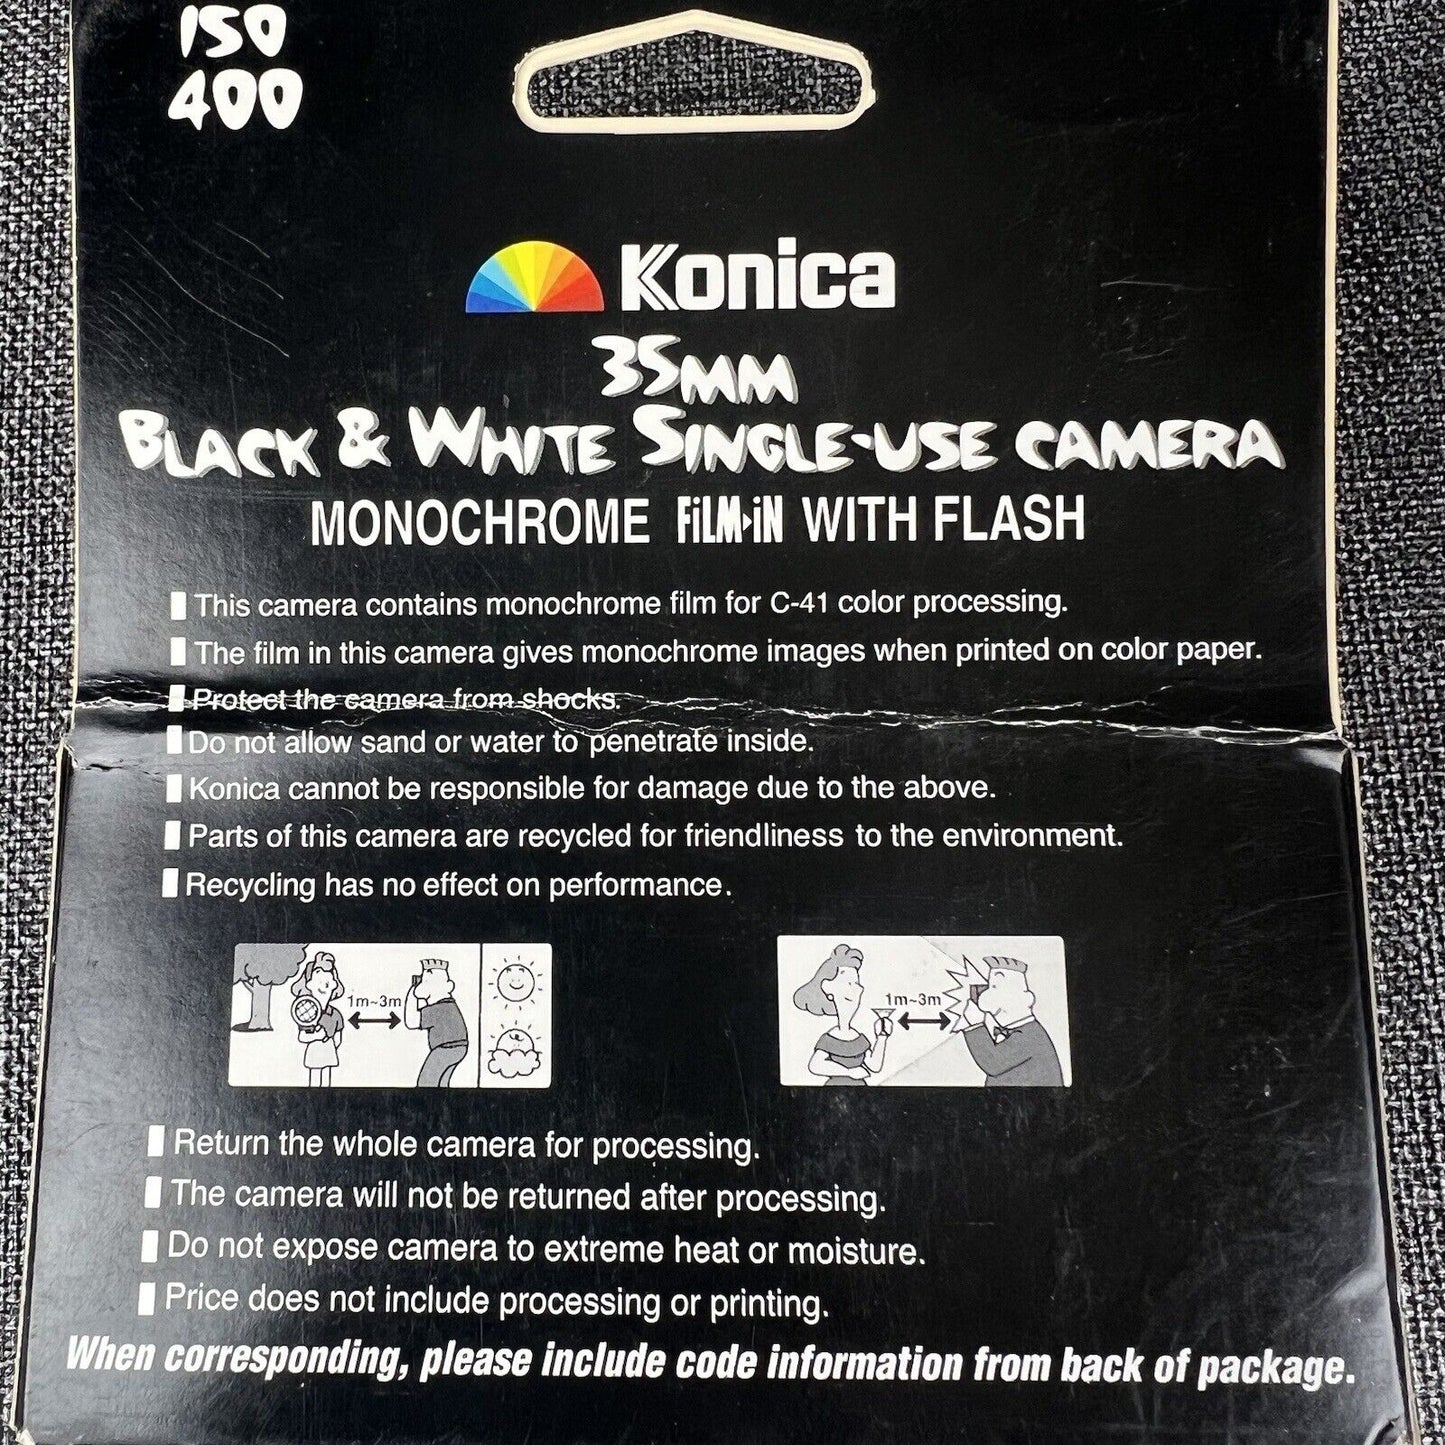 ISO
400
Konica
35MM
BLACK & WHITE SINGLE-USE CAMERA
MONOCHROME FiLM-iN WITH FLASH
This camera contains monochrome film for C-41 color processing.
The film in this camera gives monochrome images when printed on color paper.
Protect the camera from shocks.
Do not allow sand or water to penetrate inside.
Konica cannot be responsible for damage due to the above.
Parts of this camera are recycled for friendliness to the environment.
Recycling has no effect on performance.
1m~3m
1m~3m
Return the whole camera for processing.
The camera will not be returned after processing.
Do not expose camera to extreme heat or moisture.
Price does not include processing or printing.
When corresponding, please include code information from back of package.